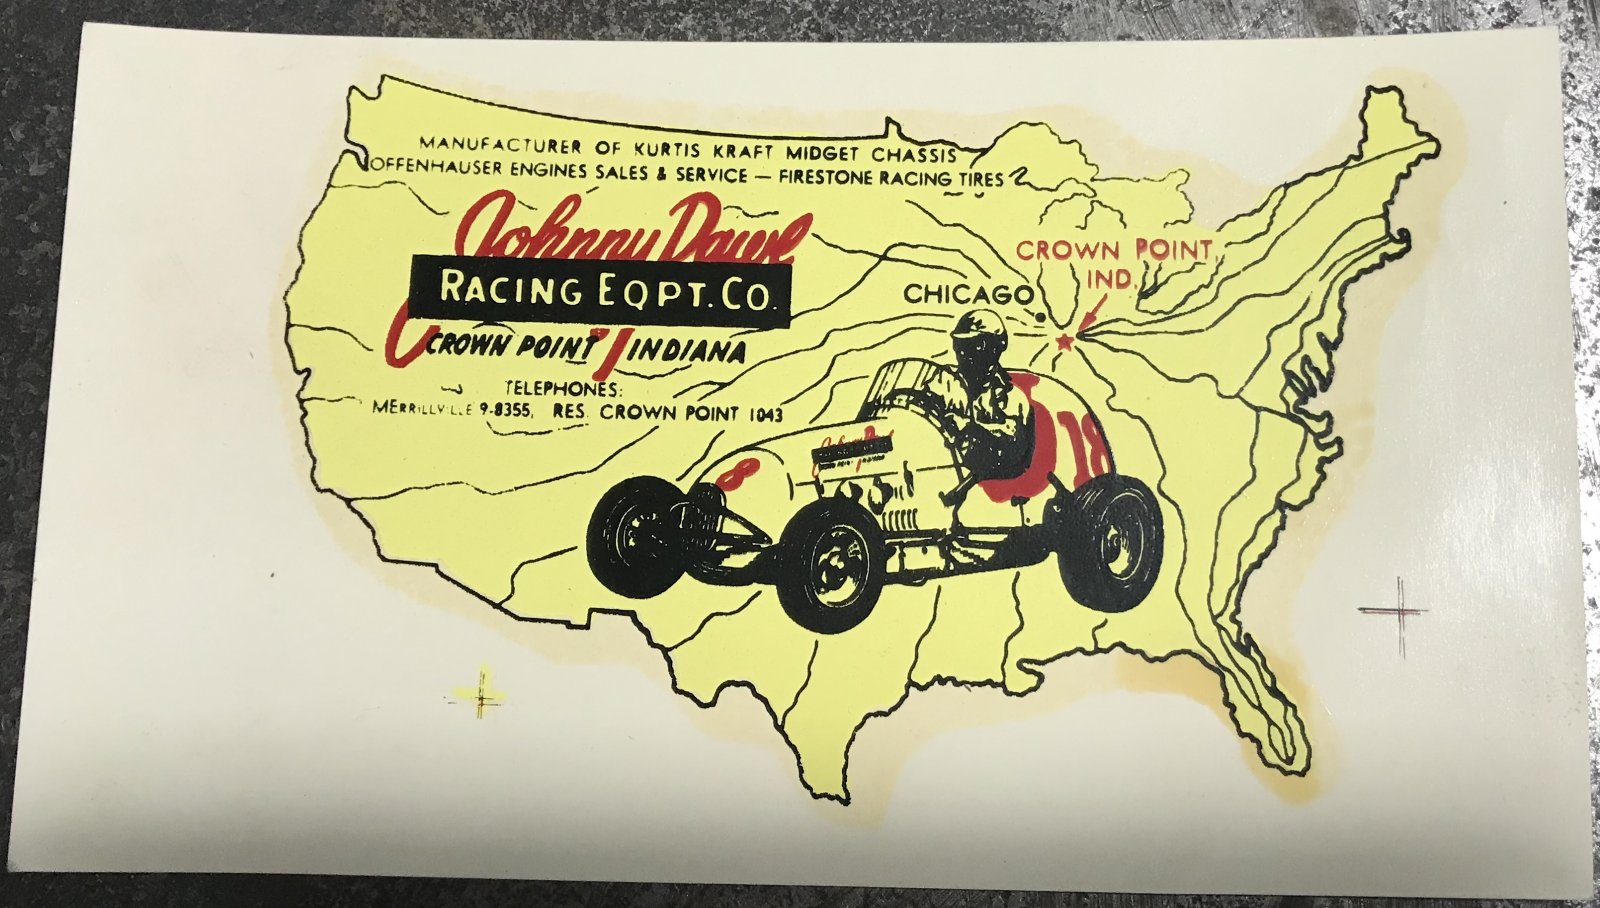 MANUFACTURER OF KURTIS KRAFT MIDGET CHASSIS
OFFENHAUSER ENGINES SALES & SERVICE — FIRESTONE RACING TIRES
Johnny Pawl
RACING EQPT. CO.
CROWN POINT, INDIANA
TELEPHONES:
MERRILLVILLE 9-8355, RES. CROWN POINT 1043
CROWN POINT,
IND.
CHICAGO
8
18